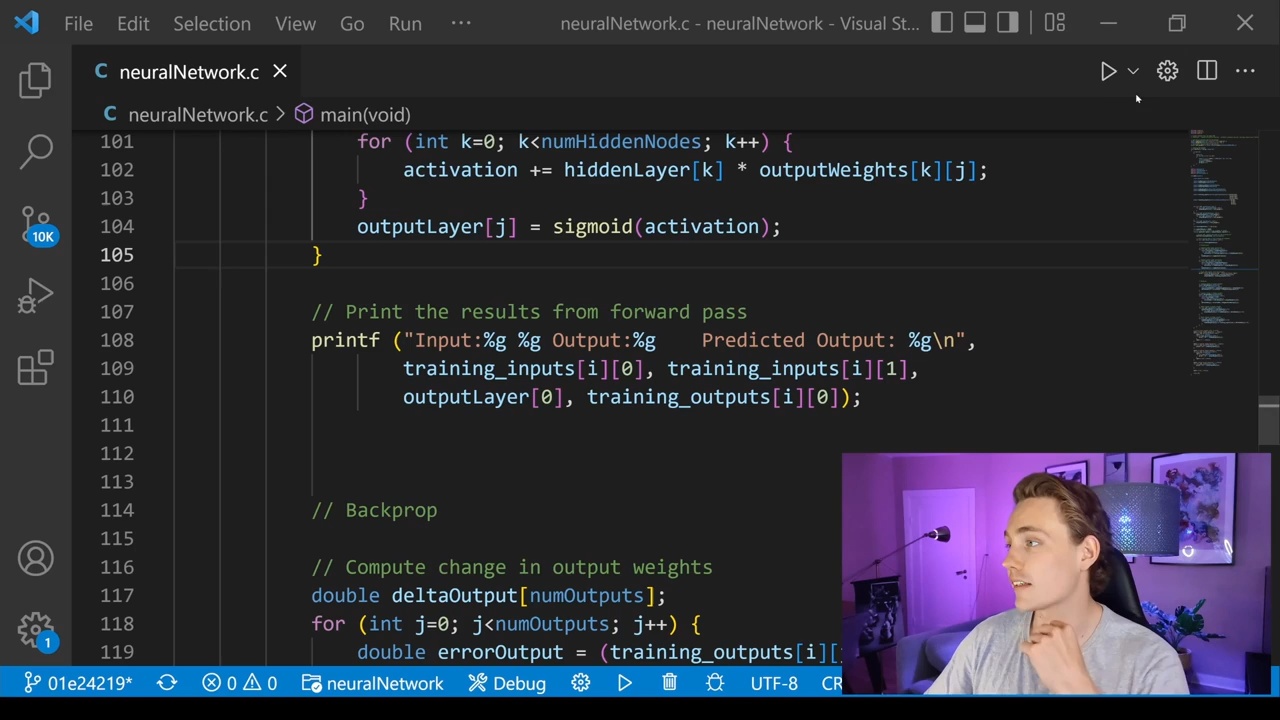 File Edit Selection View Go Run ··· neuralNetwork.c - neuralNetwork - Visual St...
C neuralNetwork.c
C neuralNetwork.c > main(void)
101 for (int k=0; k<numHiddenNodes; k++) {
102 activation += hiddenLayer[k] * outputWeights[k][j];
103 }
104 outputLayer[j] = sigmoid(activation);
105 }
106
107 // Print the results from forward pass
108 printf ("Input:%g %g Output:%g    Predicted Output: %g\n",
109 training_inputs[i][0], training_inputs[i][1],
110 outputLayer[0], training_outputs[i][0]);
111
112
113
114 // Backprop
115
116 // Compute change in output weights
117 double deltaOutput[numOutputs];
118 for (int j=0; j<numOutputs; j++) {
119 double errorOutput = (training_outputs[i][
10K
1
01e24219* 0 0 neuralNetwork Debug UTF-8 CR